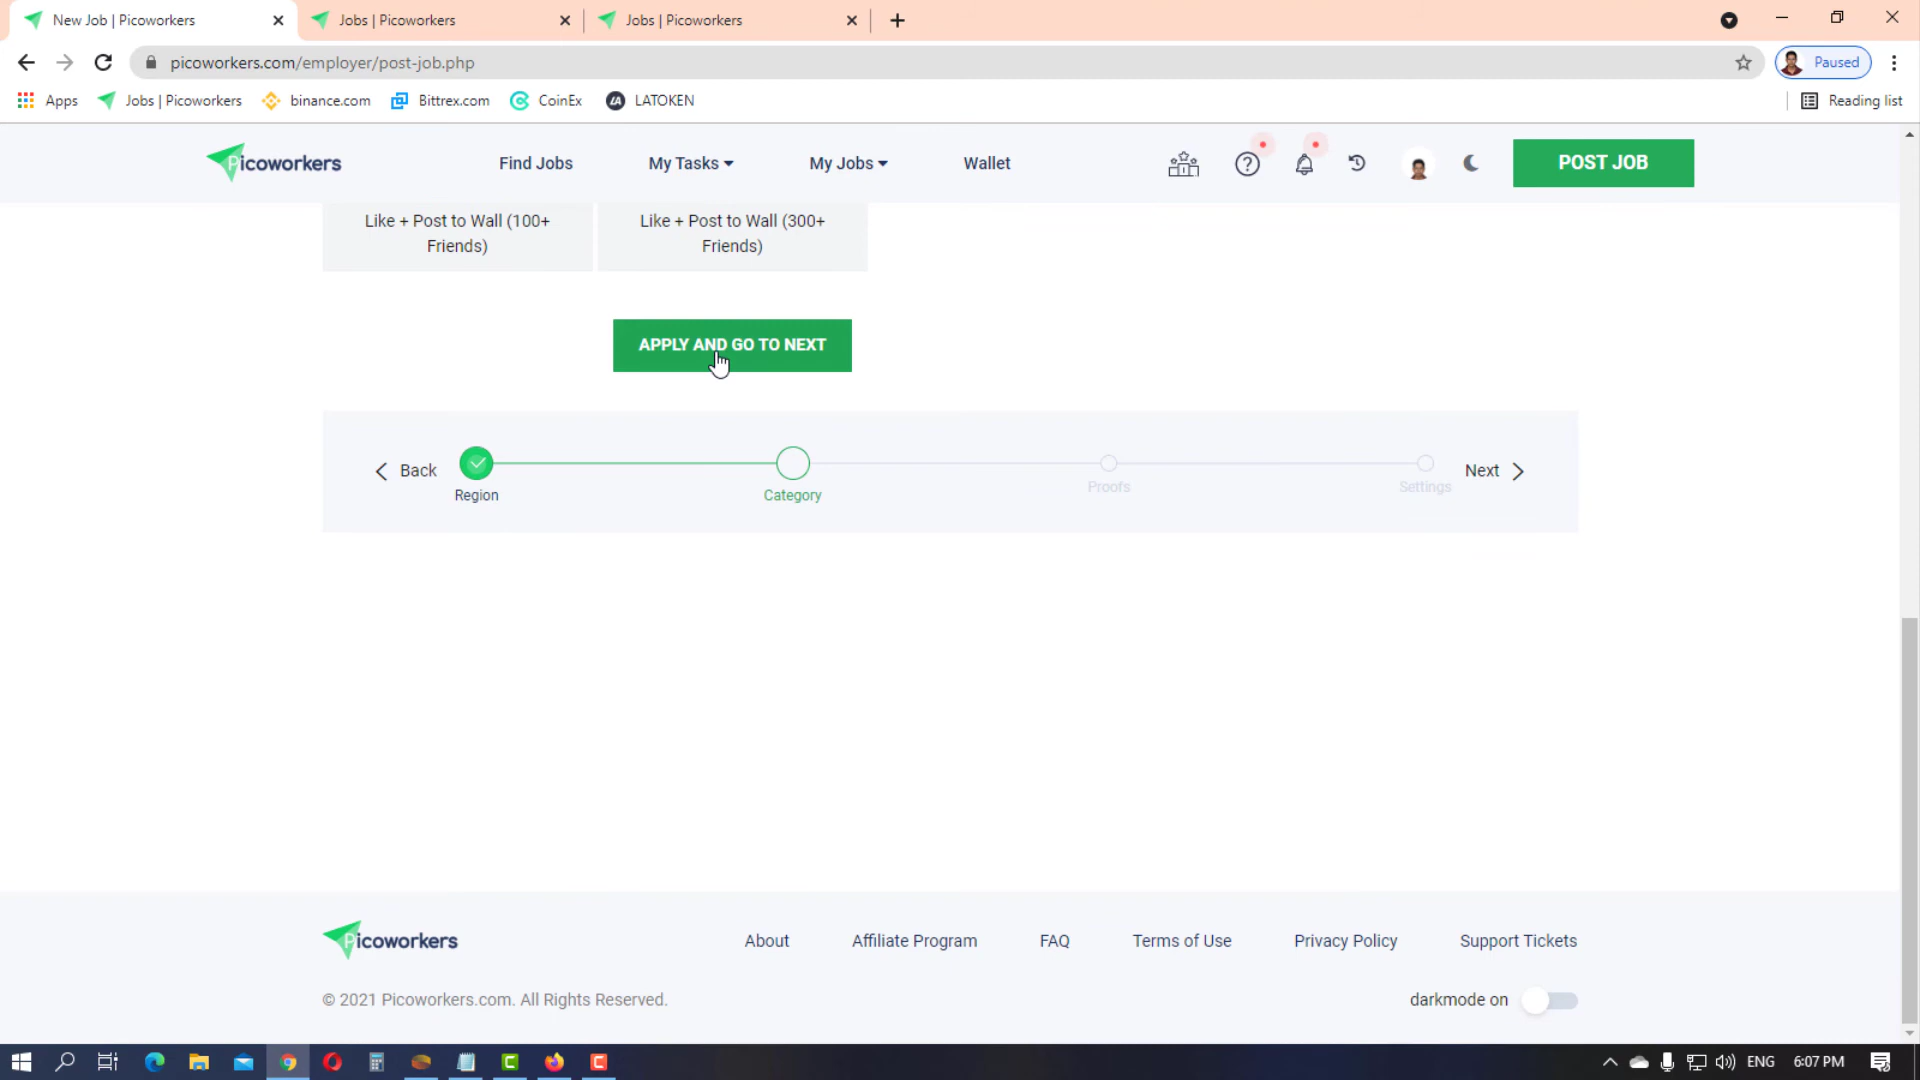 New Job | Picoworkers
Jobs | Picoworkers
Jobs | Picoworkers
picoworkers.com/employer/post-job.php
Paused
Apps
Jobs | Picoworkers
binance.com
Bittrex.com
CoinEx
LATOKEN
Reading list
Picoworkers
Find Jobs
My Tasks
My Jobs
Wallet
POST JOB
Like + Post to Wall (100+
Friends)
Like + Post to Wall (300+
Friends)
APPLY AND GO TO NEXT
Back
Region
Category
Proofs
Settings
Next
Picoworkers
About
Affiliate Program
FAQ
Terms of Use
Privacy Policy
Support Tickets
© 2021 Picoworkers.com. All Rights Reserved.
darkmode on
ENG
6:07 PM